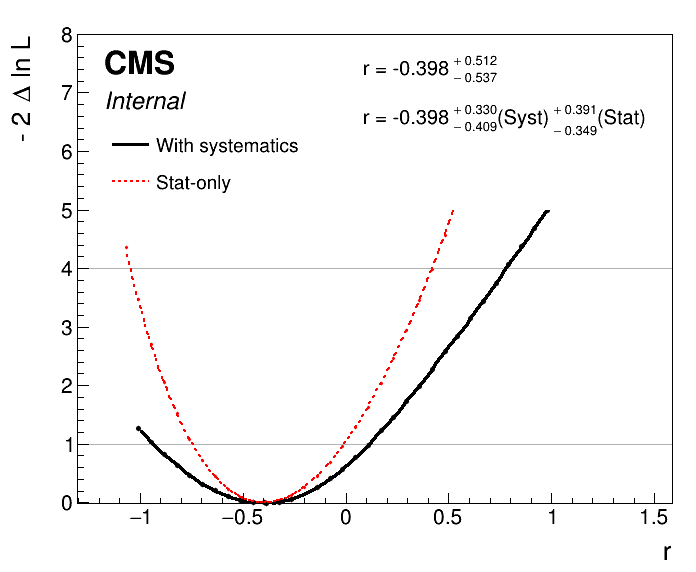 - 2 Δ ln L
8
7
6
5
4
3
2
1
0
CMS
Internal
With systematics
Stat-only
r = -0.398 + 0.512 − 0.537
r = -0.398 + 0.330 − 0.409 (Syst) + 0.391 − 0.349 (Stat)
−1 −0.5 0 0.5 1 1.5
r